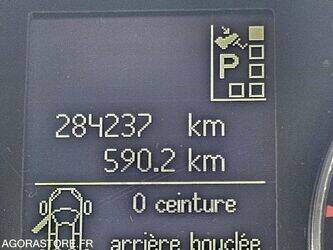 P
284237 km
590.2 km
0 ceinture
arrière bouclée
AGORASTORE.FR